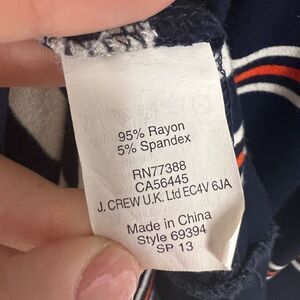 95% Rayon
5% Spandex
RN77388
CA56445
J. CREW U.K. Ltd EC4V 6JA
Made in China
Style 69394
SP 13